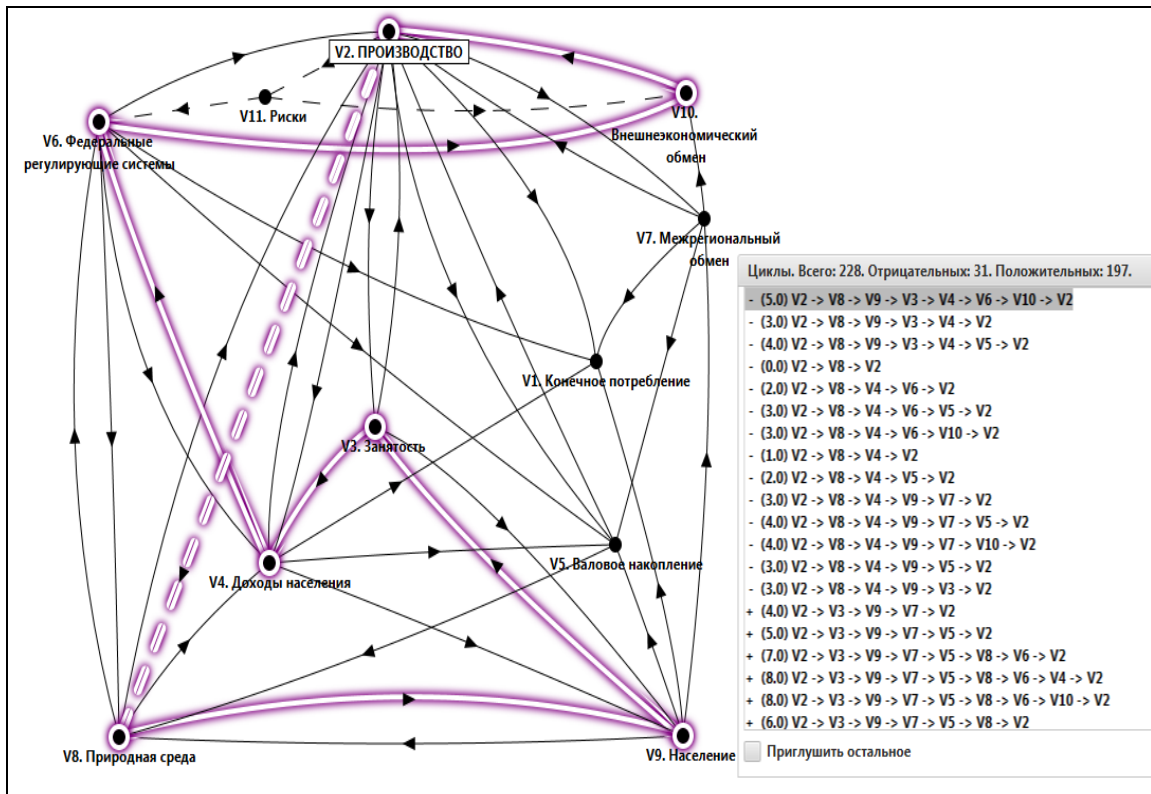 V2. ПРОИЗВОДСТВО
V11. Риски
V10.
Внешнеэкономический
обмен
V6. Федеральные
регулирующие системы
V7. Межрегиональный
обмен
V1. Конечное потребление
V3. Занятость
V5. Валовое накопление
V4. Доходы населения
V8. Природная среда
V9. Население
Циклы. Всего: 228. Отрицательных: 31. Положительных: 197.
- (5.0) V2 -> V8 -> V9 -> V3 -> V4 -> V6 -> V10 -> V2
- (3.0) V2 -> V8 -> V9 -> V3 -> V4 -> V2
- (4.0) V2 -> V8 -> V9 -> V3 -> V4 -> V5 -> V2
- (0.0) V2 -> V8 -> V2
- (2.0) V2 -> V8 -> V4 -> V6 -> V2
- (3.0) V2 -> V8 -> V4 -> V6 -> V5 -> V2
- (3.0) V2 -> V8 -> V4 -> V6 -> V10 -> V2
- (1.0) V2 -> V8 -> V4 -> V2
- (2.0) V2 -> V8 -> V4 -> V5 -> V2
- (3.0) V2 -> V8 -> V4 -> V9 -> V7 -> V2
- (4.0) V2 -> V8 -> V4 -> V9 -> V7 -> V5 -> V2
- (4.0) V2 -> V8 -> V4 -> V9 -> V7 -> V10 -> V2
- (3.0) V2 -> V8 -> V4 -> V9 -> V5 -> V2
- (3.0) V2 -> V8 -> V4 -> V9 -> V3 -> V2
+ (4.0) V2 -> V3 -> V9 -> V7 -> V2
+ (5.0) V2 -> V3 -> V9 -> V7 -> V5 -> V2
+ (7.0) V2 -> V3 -> V9 -> V7 -> V5 -> V8 -> V6 -> V2
+ (8.0) V2 -> V3 -> V9 -> V7 -> V5 -> V8 -> V6 -> V4 -> V2
+ (8.0) V2 -> V3 -> V9 -> V7 -> V5 -> V8 -> V6 -> V10 -> V2
+ (6.0) V2 -> V3 -> V9 -> V7 -> V5 -> V8 -> V2
Приглушить остальное